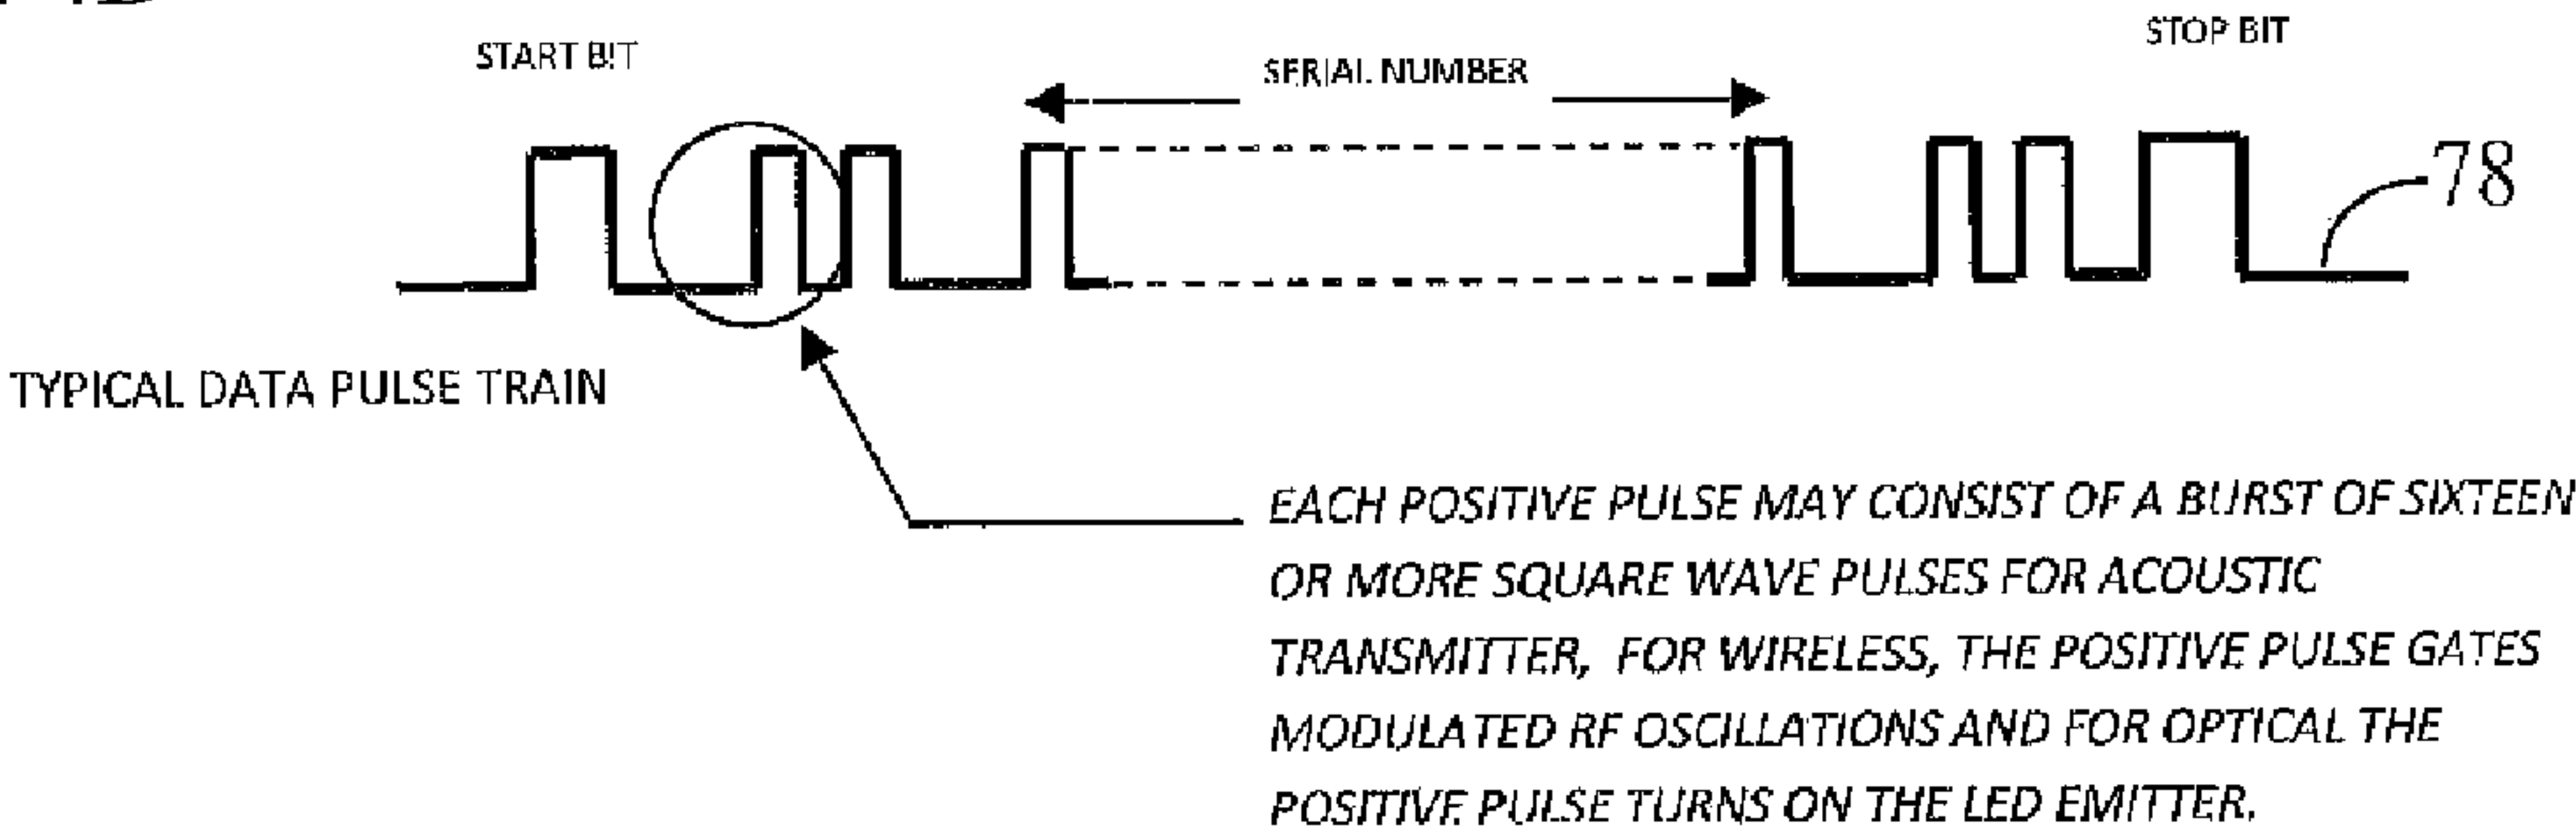 START BIT
SERIAL NUMBER
STOP BIT
78
TYPICAL DATA PULSE TRAIN
EACH POSITIVE PULSE MAY CONSIST OF A BURST OF SIXTEEN
OR MORE SQUARE WAVE PULSES FOR ACOUSTIC
TRANSMITTER, FOR WIRELESS, THE POSITIVE PULSE GATES
MODULATED RF OSCILLATIONS AND FOR OPTICAL THE
POSITIVE PULSE TURNS ON THE LED EMITTER.